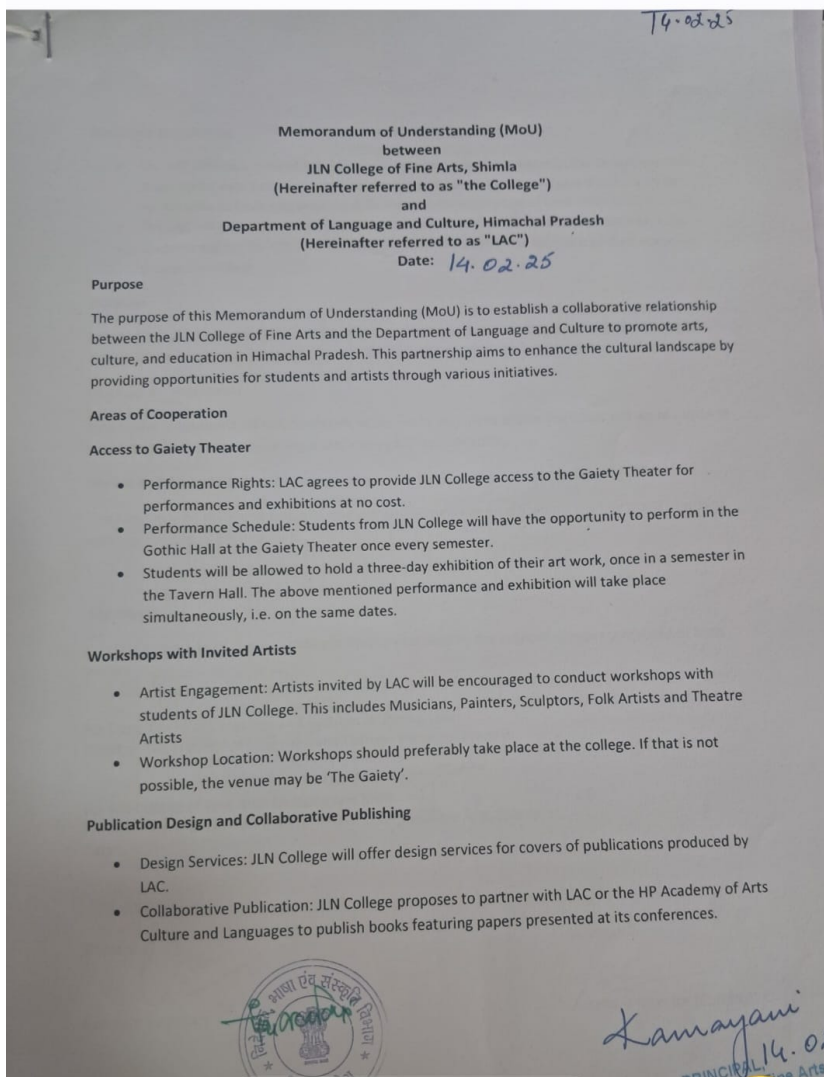 14.02.25
Memorandum of Understanding (MoU)
between
JLN College of Fine Arts, Shimla
(Hereinafter referred to as "the College")
and
Department of Language and Culture, Himachal Pradesh
(Hereinafter referred to as "LAC")
Date: 14.02.25
Purpose
The purpose of this Memorandum of Understanding (MoU) is to establish a collaborative relationship
between the JLN College of Fine Arts and the Department of Language and Culture to promote arts,
culture, and education in Himachal Pradesh. This partnership aims to enhance the cultural landscape by
providing opportunities for students and artists through various initiatives.
Areas of Cooperation
Access to Gaiety Theater
• Performance Rights: LAC agrees to provide JLN College access to the Gaiety Theater for
performances and exhibitions at no cost.
• Performance Schedule: Students from JLN College will have the opportunity to perform in the
Gothic Hall at the Gaiety Theater once every semester.
• Students will be allowed to hold a three-day exhibition of their art work, once in a semester in
the Tavern Hall. The above mentioned performance and exhibition will take place
simultaneously, i.e. on the same dates.
Workshops with Invited Artists
• Artist Engagement: Artists invited by LAC will be encouraged to conduct workshops with
students of JLN College. This includes Musicians, Painters, Sculptors, Folk Artists and Theatre
Artists
• Workshop Location: Workshops should preferably take place at the college. If that is not
possible, the venue may be ‘The Gaiety’.
Publication Design and Collaborative Publishing
• Design Services: JLN College will offer design services for covers of publications produced by
LAC.
• Collaborative Publication: JLN College proposes to partner with LAC or the HP Academy of Arts
Culture and Languages to publish books featuring papers presented at its conferences.
भाषा एवं संस्कृति विभाग
Kamayani
14.0
PRINCIPAL,
Fine Arts